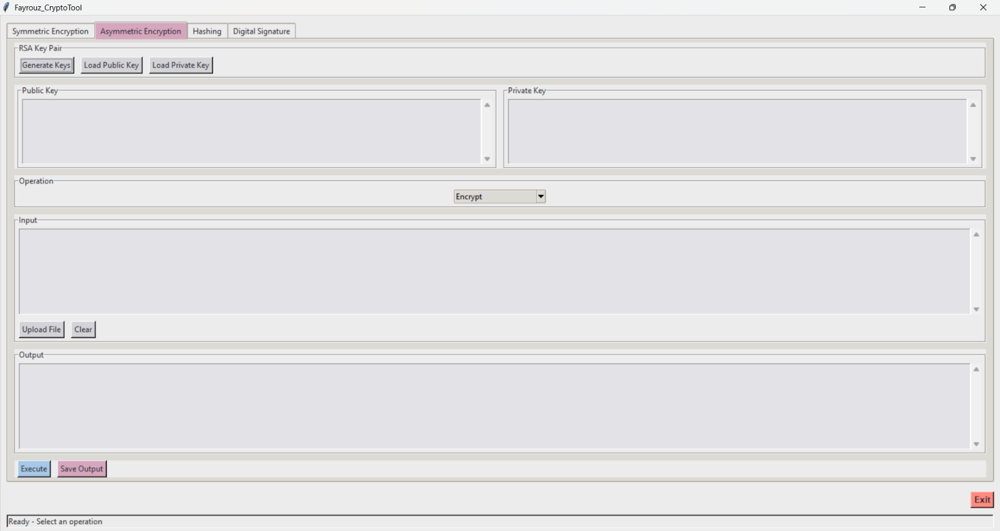 Fayrouz_CryptoTool
Symmetric Encryption Asymmetric Encryption Hashing Digital Signature
RSA Key Pair
Generate Keys Load Public Key Load Private Key
Public Key Private Key
Operation
Encrypt
Input
Upload File Clear
Output
Execute Save Output
Exit
Ready - Select an operation